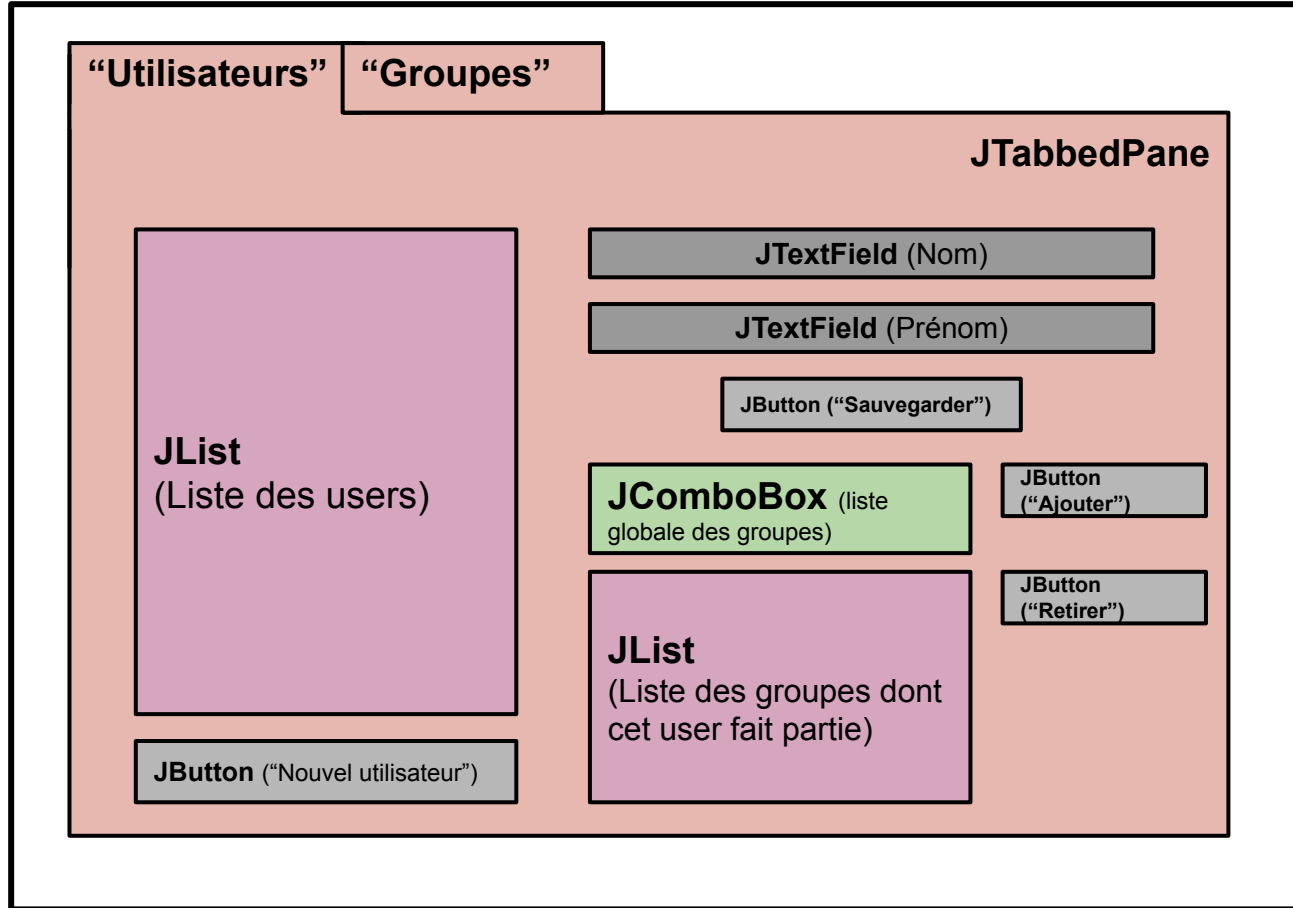 “Utilisateurs”
“Groupes”
JTabbedPane
JList
(Liste des users)
JButton (“Nouvel utilisateur”)
JTextField (Nom)
JTextField (Prénom)
JButton (“Sauvegarder”)
JComboBox (liste
globale des groupes)
JButton
(“Ajouter”)
JList
(Liste des groupes dont
cet user fait partie)
JButton
(“Retirer”)